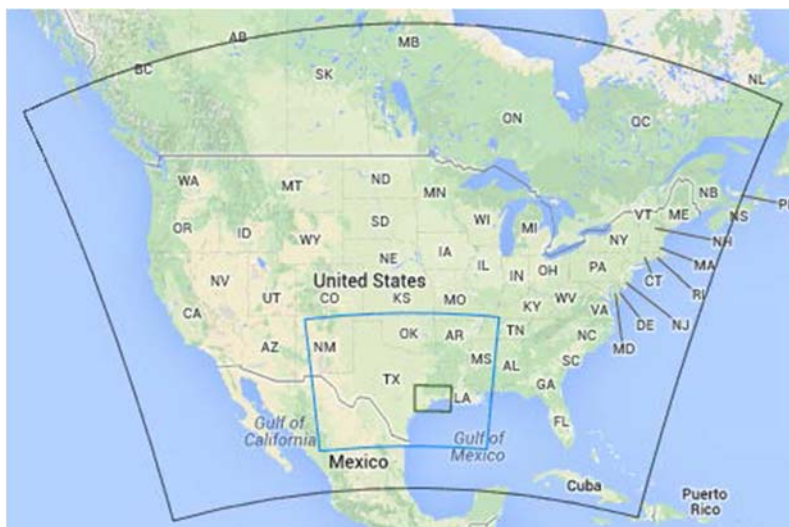 AB
MB
BC
SK
NL
ON
QC
WA
MT
ND
MN
NB
PE
VT
ME
NS
OR
ID
SD
WI
MI
NY
NH
WY
IA
MA
NE
IL
IN
OH
PA
CT
RI
NV
United States
UT
CO
KS
MO
KY
WV
VA
DE
NJ
CA
MD
AZ
NM
OK
AR
TN
NC
MS
AL
SC
TX
GA
LA
FL
Gulf of
California
Gulf of
Mexico
Mexico
Cuba
Puerto
Rico